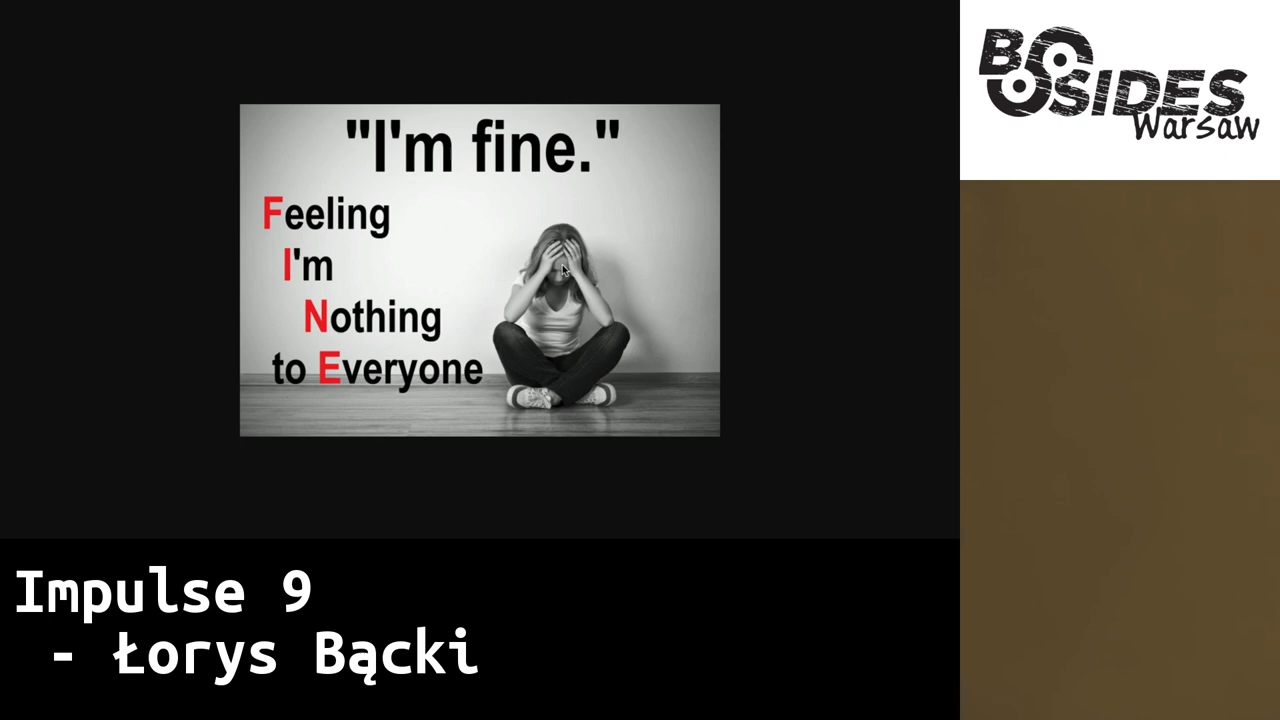 "I'm fine."
Feeling
I'm
Nothing
to Everyone
BSIDES
Warsaw
Impulse 9
- Łorys Bącki